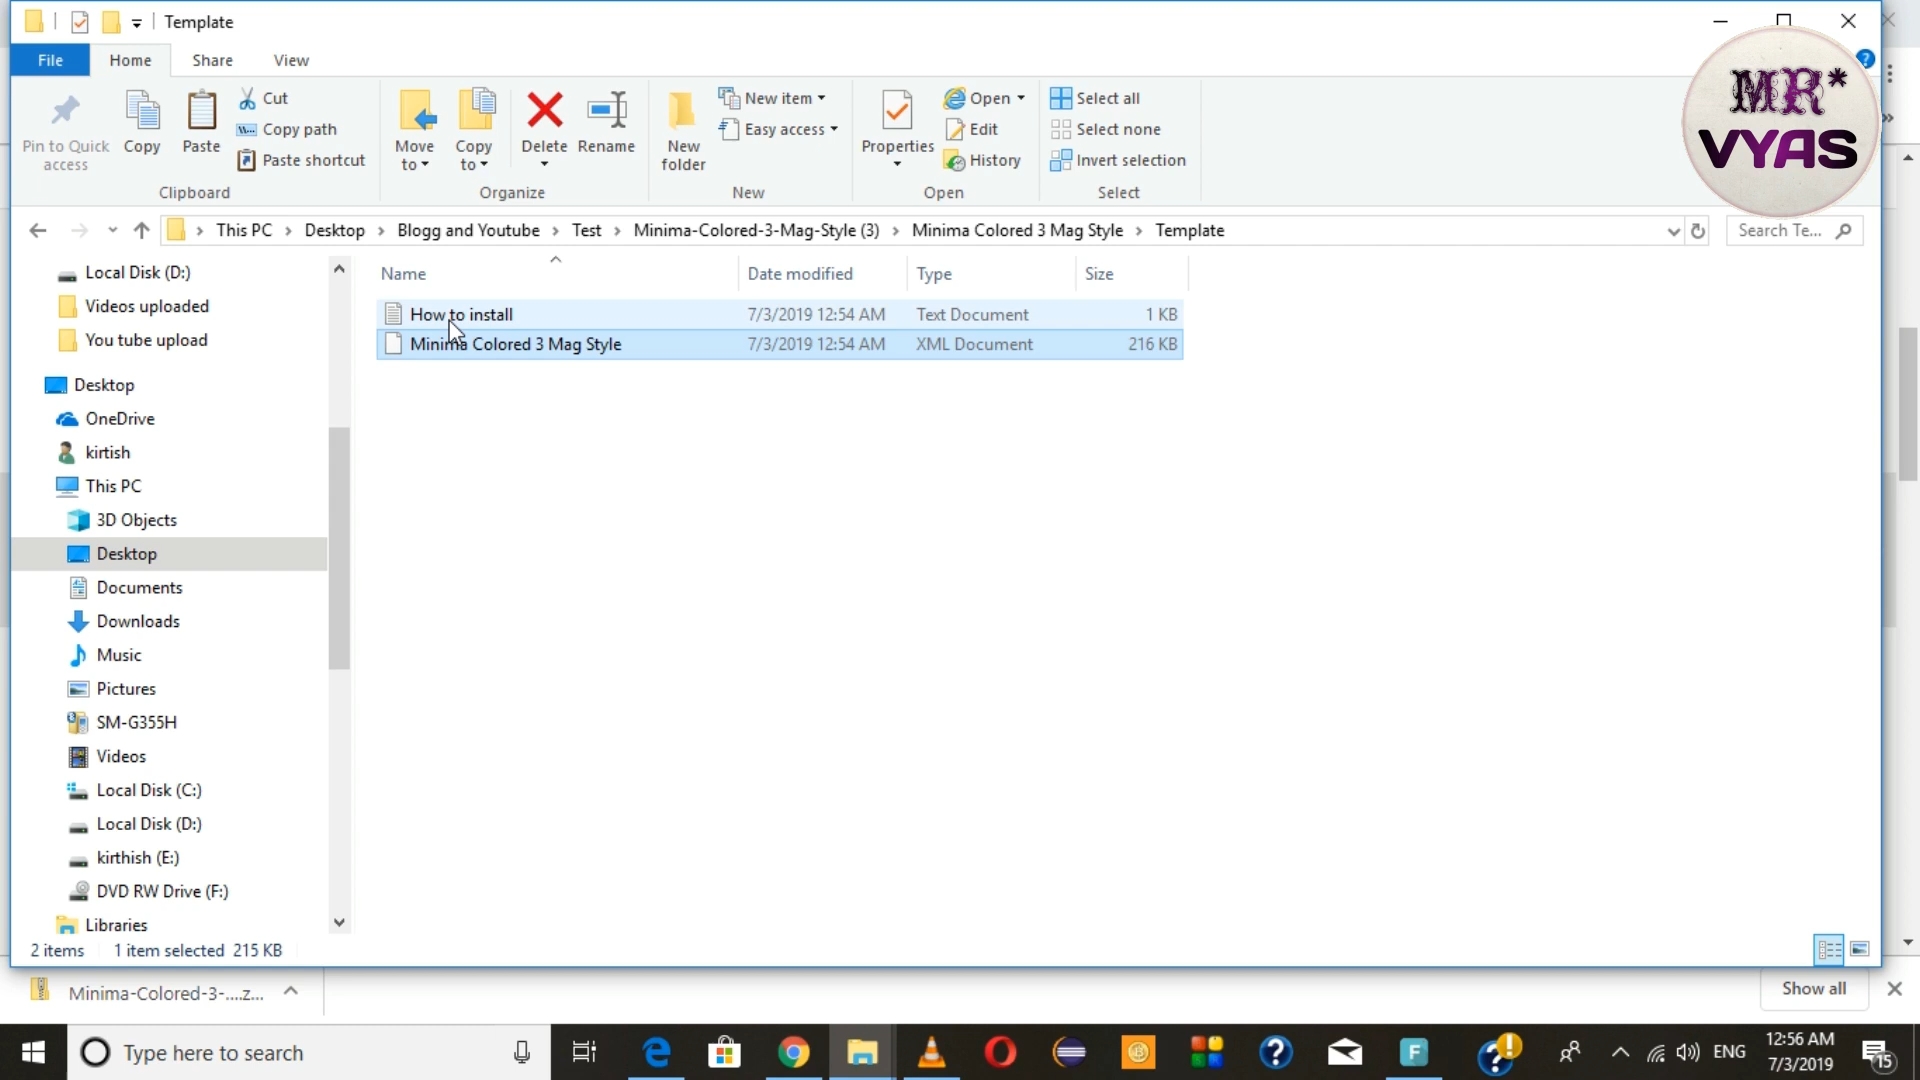 Template
File Home Share View
Pin to Quick access
Copy
Paste
Cut
Copy path
Paste shortcut
Clipboard
Move to
Copy to
Delete
Rename
Organize
New folder
New item
Easy access
New
Properties
Open
Edit
History
Open
Select all
Select none
Invert selection
Select
MR*
VYAS
?
This PC > Desktop > Blogg and Youtube > Test > Minima-Colored-3-Mag-Style (3) > Minima Colored 3 Mag Style > Template
Search Te...
Name Date modified Type Size
How to install 7/3/2019 12:54 AM Text Document 1 KB
Minima Colored 3 Mag Style 7/3/2019 12:54 AM XML Document 216 KB
Local Disk (D:)
Videos uploaded
You tube upload
Desktop
OneDrive
kirtish
This PC
3D Objects
Desktop
Documents
Downloads
Music
Pictures
SM-G355H
Videos
Local Disk (C:)
Local Disk (D:)
kirthish (E:)
DVD RW Drive (F:)
Libraries
2 items 1 item selected 215 KB
Minima-Colored-3-....z...
Show all
Type here to search
ENG
12:56 AM
7/3/2019
15